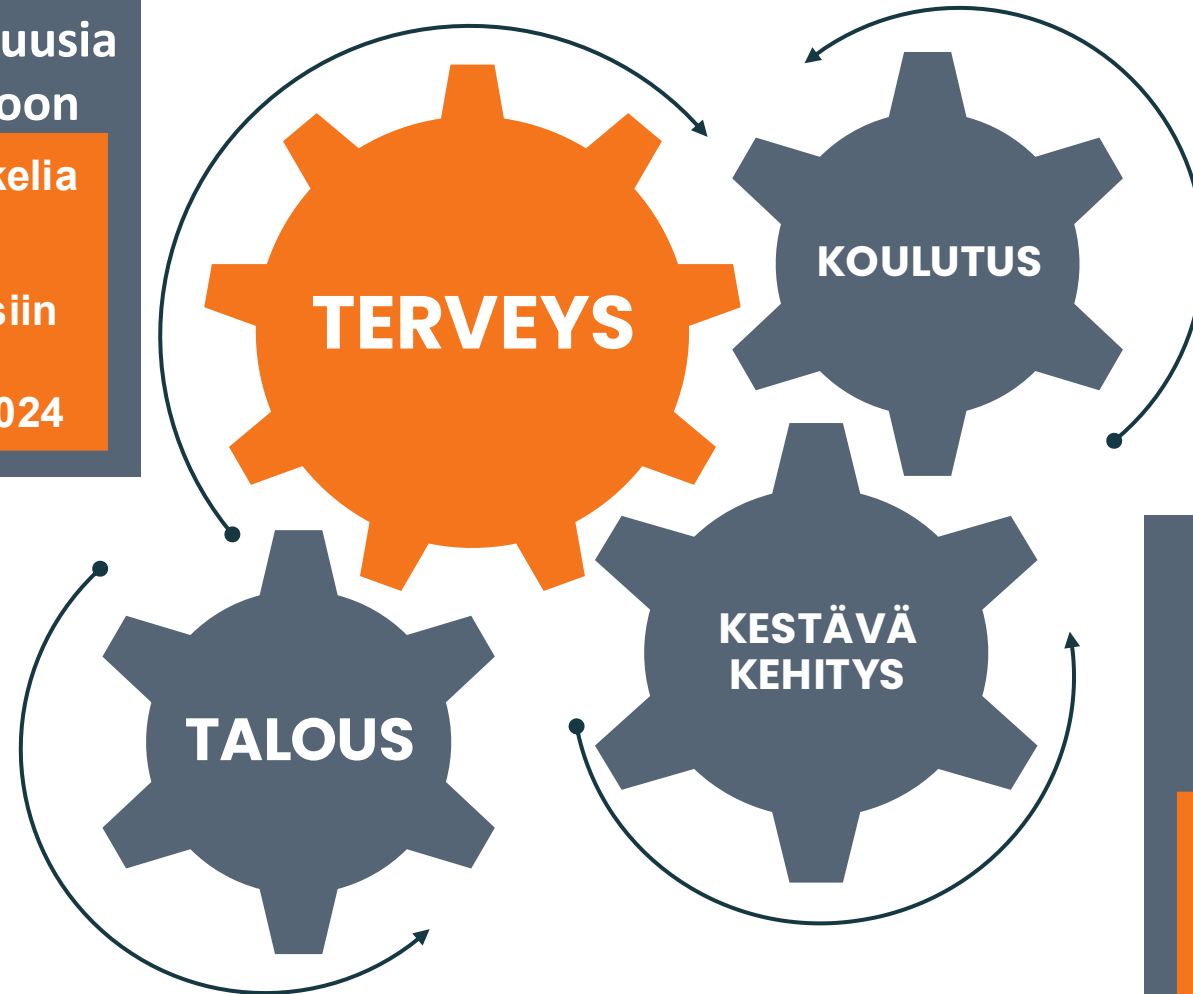 uusia
oon
kelia
siin
024
TERVEYS
KOULUTUS
KESTÄVÄ
KEHITYS
TALOUS